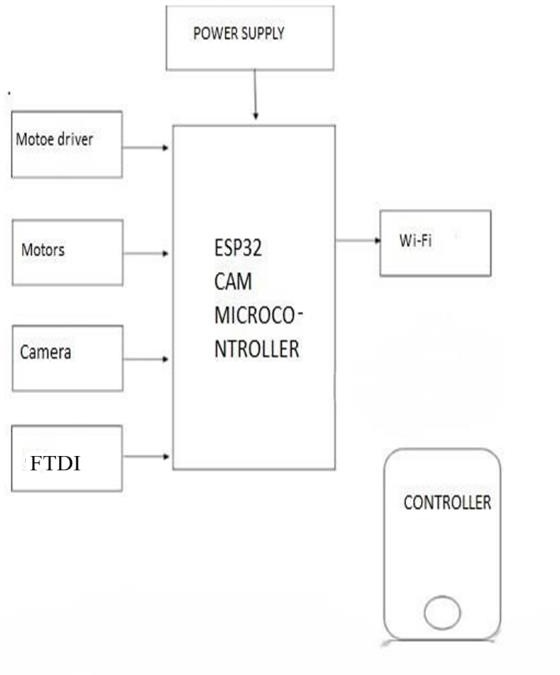 POWER SUPPLY
Motoe driver
Motors
Camera
FTDI
ESP32
CAM
MICROCO-
NTROLLER
Wi-Fi
CONTROLLER